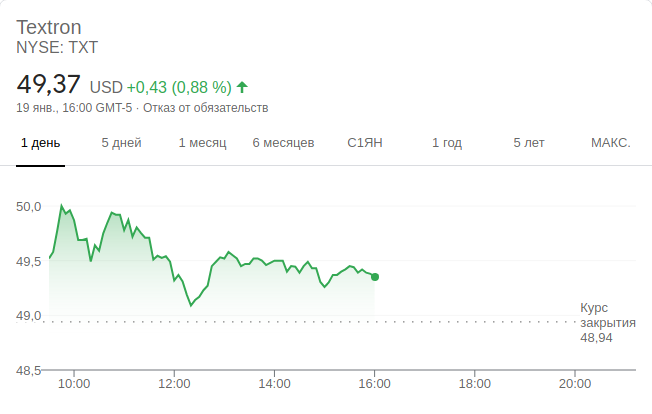 Textron
NYSE: TXT
49,37 USD +0,43 (0,88 %)
19 янв., 16:00 GMT-5 · Отказ от обязательств
1 день 5 дней 1 месяц 6 месяцев С1ЯН 1 год 5 лет МАКС.
50,0
49,5
49,0
Курс
закрытия
48,94
48,5
10:00 12:00 14:00 16:00 18:00 20:00